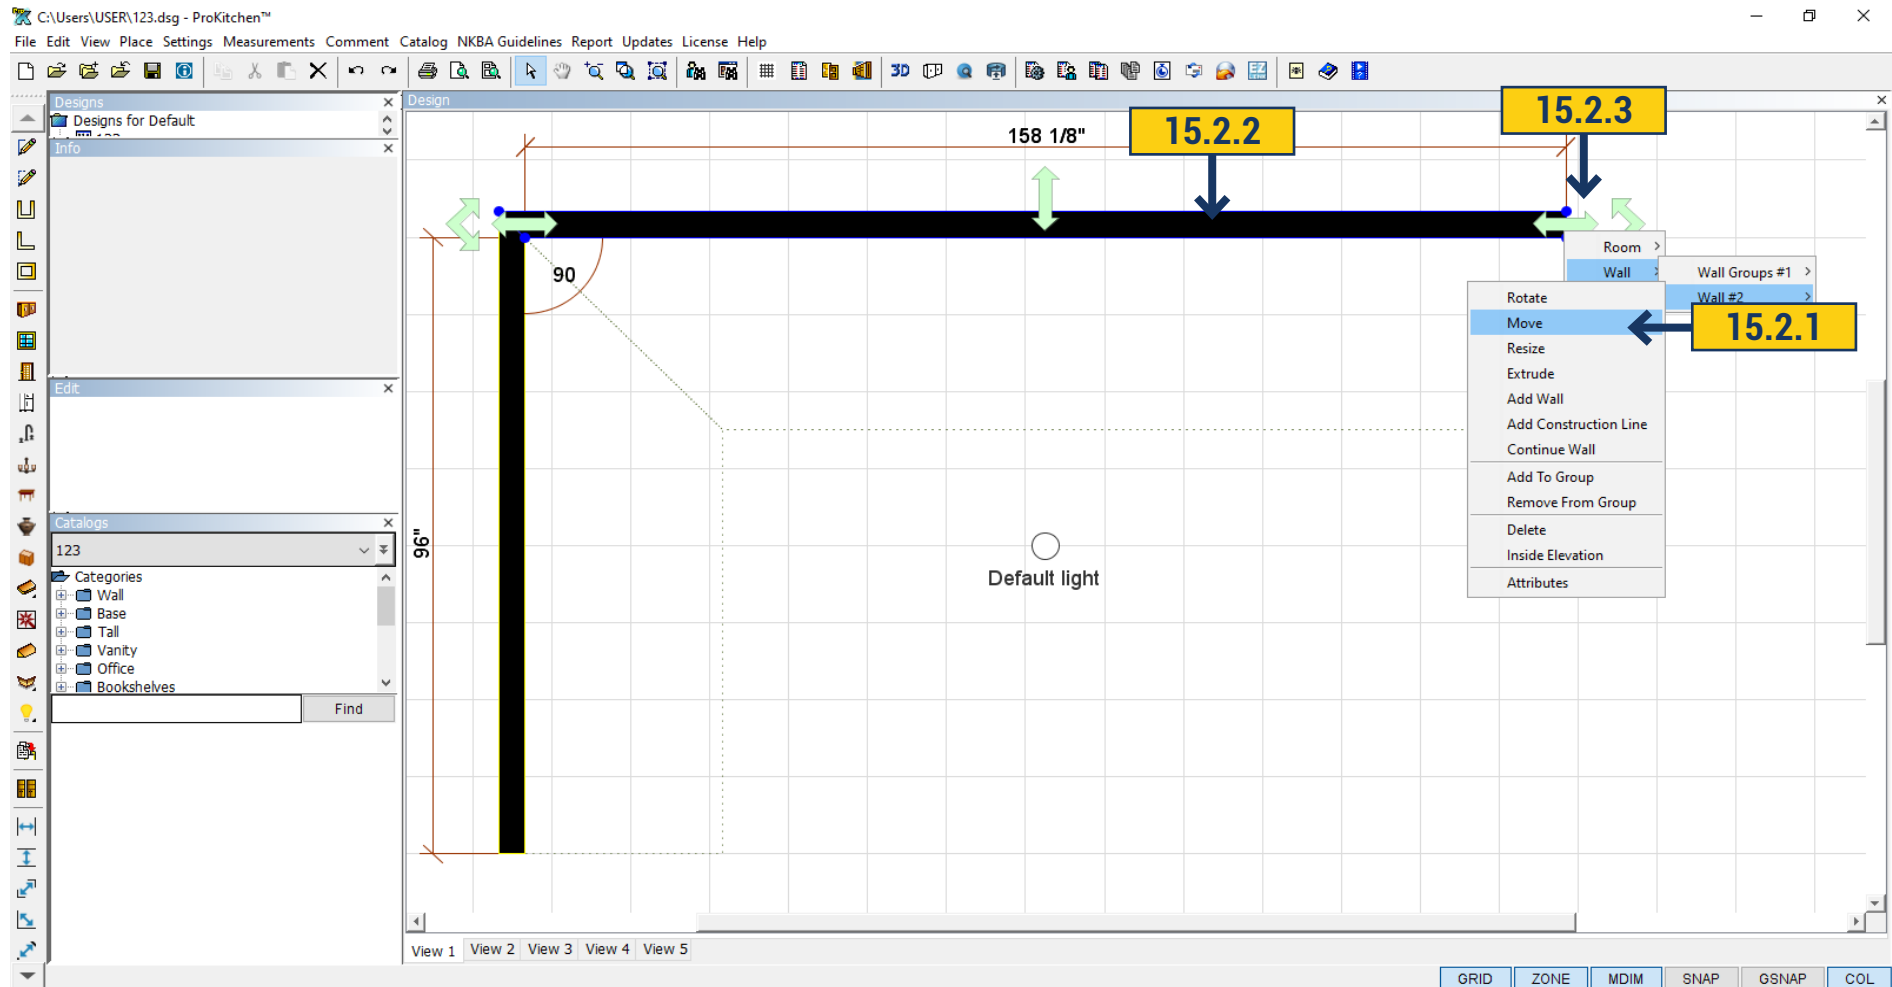 C:\Users\USER\123.dsg - ProKitchen™
File Edit View Place Settings Measurements Comment Catalog NKBA Guidelines Report Updates License Help
3D
Designs
Designs for Default
Info
Edit
Catalogs
123
Categories
Wall
Base
Tall
Vanity
Office
Bookshelves
Find
Design
15.2.3
15.2.2
158 1/8"
90
96"
Default light
Room
Wall
Wall Groups #1
Wall #2
15.2.1
Rotate
Move
Resize
Extrude
Add Wall
Add Construction Line
Continue Wall
Add To Group
Remove From Group
Delete
Inside Elevation
Attributes
View 1 View 2 View 3 View 4 View 5
GRID ZONE MDIM SNAP GSNAP COL